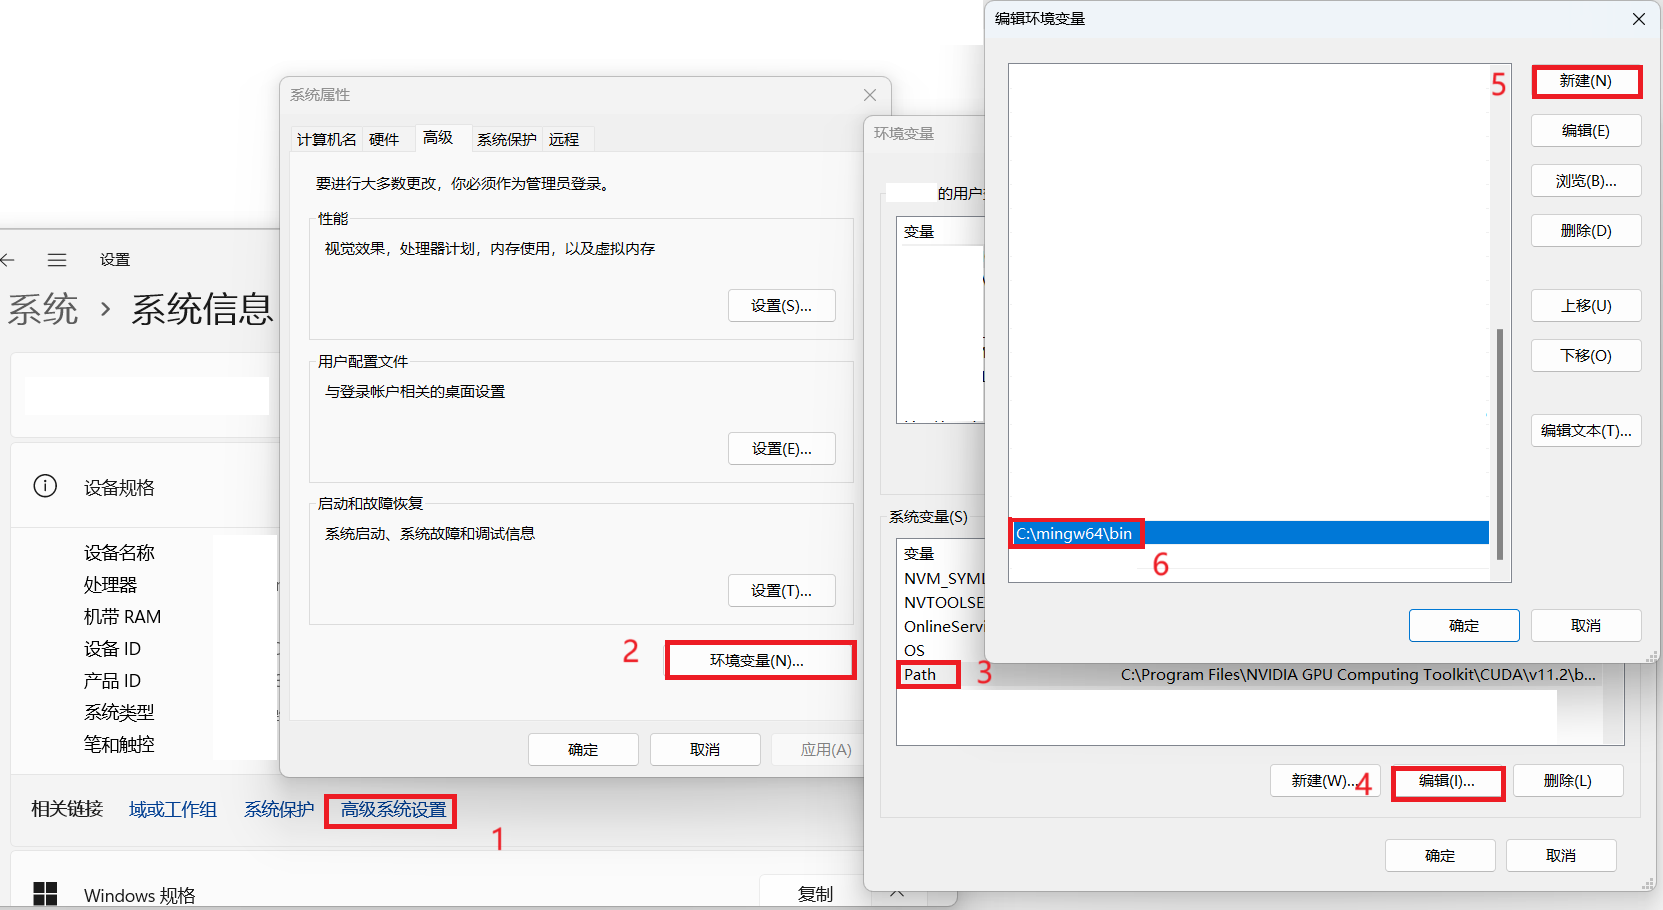 设置
系统 › 系统信息
设备规格
设备名称
处理器
机带 RAM
设备 ID
产品 ID
系统类型
笔和触控
相关链接 域或工作组 系统保护 高级系统设置
1
Windows 规格
复制
系统属性
计算机名 硬件 高级 系统保护 远程
要进行大多数更改，你必须作为管理员登录。
性能
视觉效果，处理器计划，内存使用，以及虚拟内存
设置(S)...
用户配置文件
与登录帐户相关的桌面设置
设置(E)...
启动和故障恢复
系统启动、系统故障和调试信息
设置(T)...
2
环境变量(N)...
确定 取消 应用(A)
环境变量
的用户
变量
系统变量(S)
变量
NVM_SYML
NVTOOLSE
OnlineServi
OS
Path 3 C:\Program Files\NVIDIA GPU Computing Toolkit\CUDA\v11.2\b...
新建(W)... 4 编辑(I)... 删除(L)
确定 取消
编辑环境变量
5 新建(N)
编辑(E)
浏览(B)...
删除(D)
上移(U)
下移(O)
编辑文本(T)...
C:\mingw64\bin
6
确定 取消